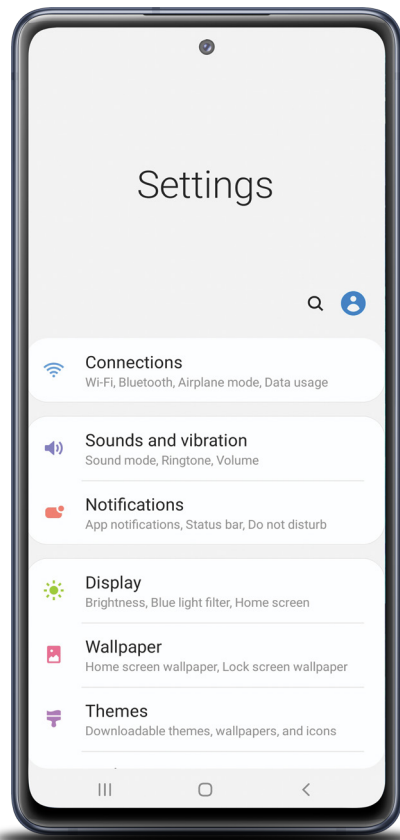 Settings
Connections
Wi-Fi, Bluetooth, Airplane mode, Data usage
Sounds and vibration
Sound mode, Ringtone, Volume
Notifications
App notifications, Status bar, Do not disturb
Display
Brightness, Blue light filter, Home screen
Wallpaper
Home screen wallpaper, Lock screen wallpaper
Themes
Downloadable themes, wallpapers, and icons